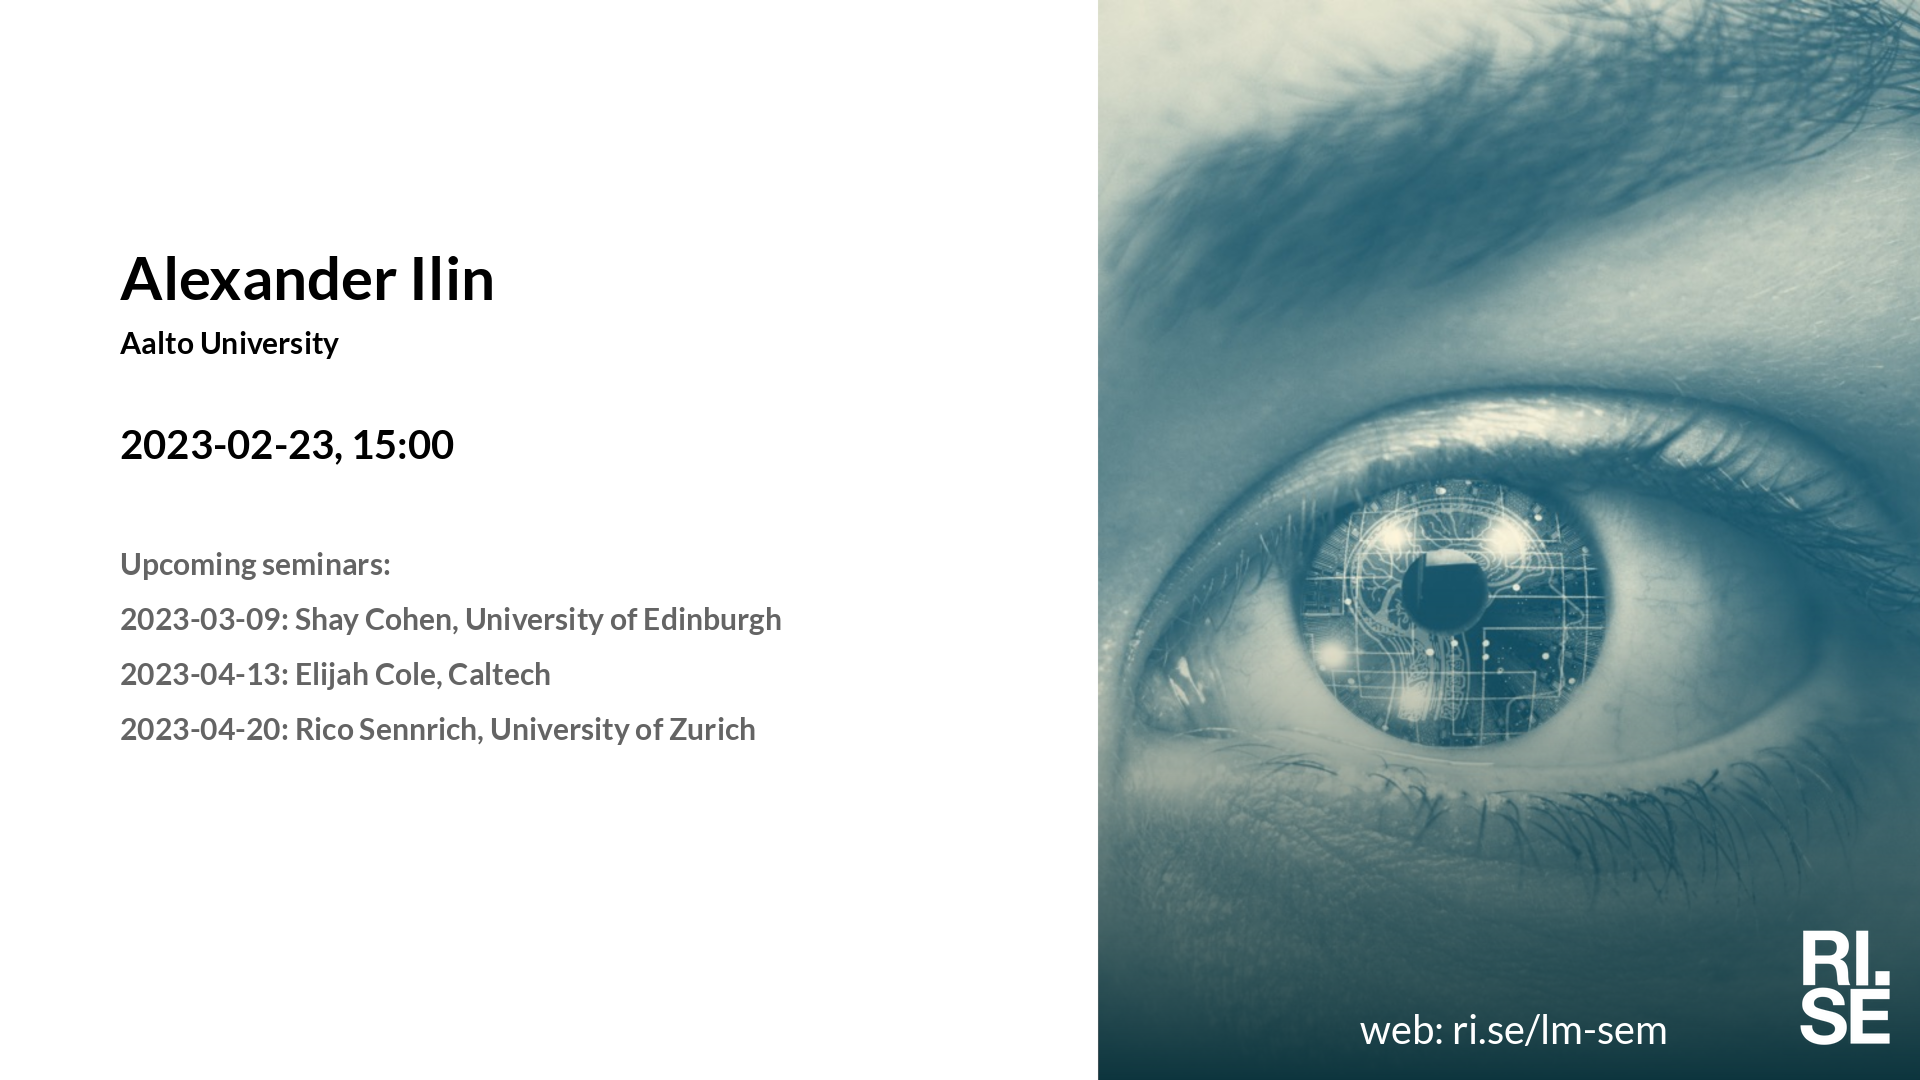 Alexander Ilin
Aalto University
2023-02-23, 15:00
Upcoming seminars:
2023-03-09: Shay Cohen, University of Edinburgh
2023-04-13: Elijah Cole, Caltech
2023-04-20: Rico Sennrich, University of Zurich
web: ri.se/lm-sem
RI.
SE